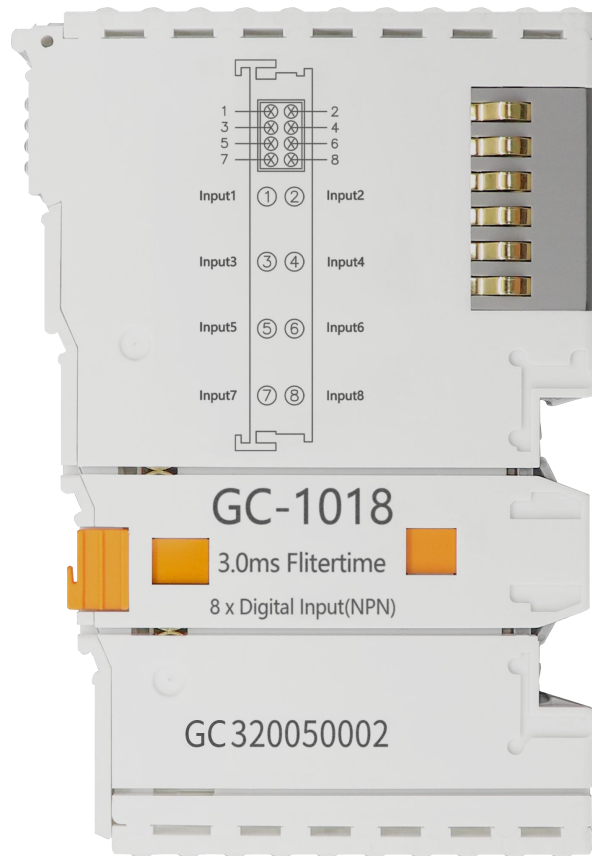 1 2
3 4
5 6
7 8
Input1 1 2 Input2
Input3 3 4 Input4
Input5 5 6 Input6
Input7 7 8 Input8
GC-1018
3.0ms Flitertime
8 x Digital Input(NPN)
GC320050002